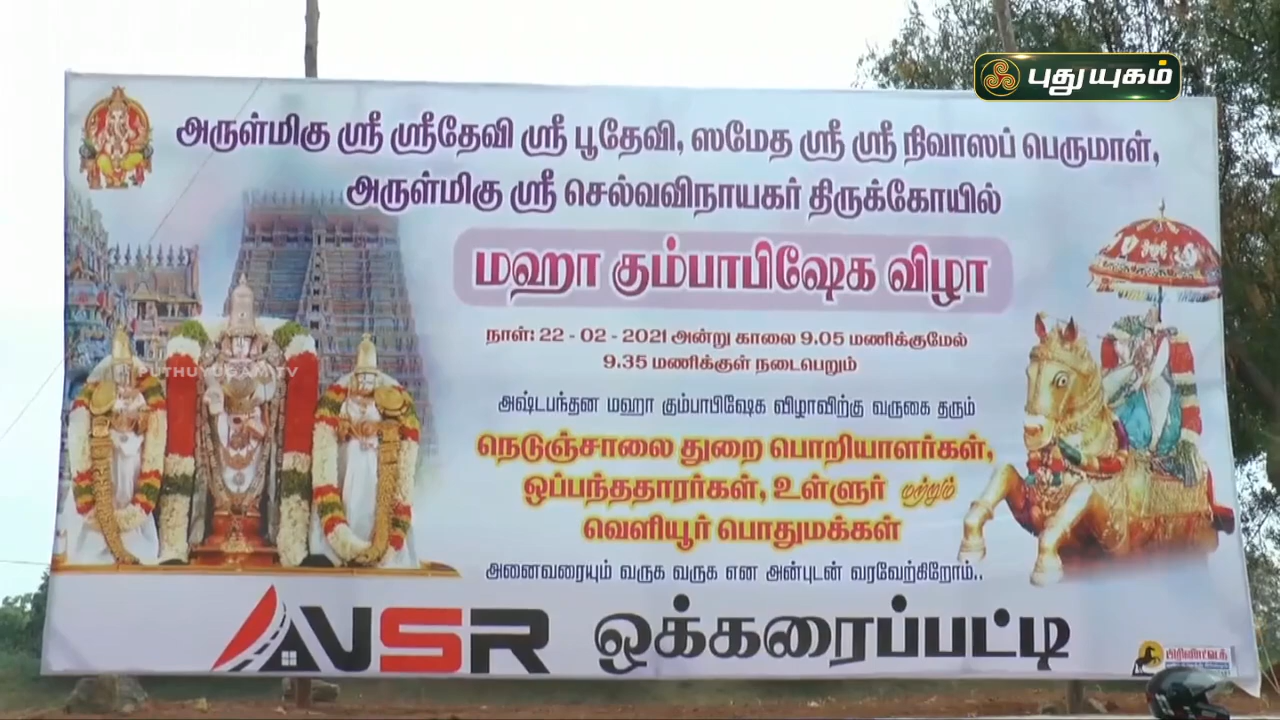 புதுயுகம்
அருள்மிகு ஸ்ரீ ஸ்ரீதேவி ஸ்ரீ பூதேவி, ஸமேத ஸ்ரீ ஸ்ரீ நிவாஸப் பெருமாள்,
அருள்மிகு ஸ்ரீ செல்வவிநாயகர் திருக்கோயில்
மஹா கும்பாபிஷேக விழா
நாள்: 22 - 02 - 2021 அன்று காலை 9.05 மணிக்குமேல்
9.35 மணிக்குள் நடைபெறும்
PUTHUYUGAM TV
அஷ்டபந்தன மஹா கும்பாபிஷேக விழாவிற்கு வருகை தரும்
நெடுஞ்சாலை துறை பொறியாளர்கள்,
ஒப்பந்ததாரர்கள், உள்ளுர் மற்றும்
வெளியூர் பொதுமக்கள்
அனைவரையும் வருக வருக என அன்புடன் வரவேற்கிறோம்..
NSR ஒக்கரைப்பட்டி